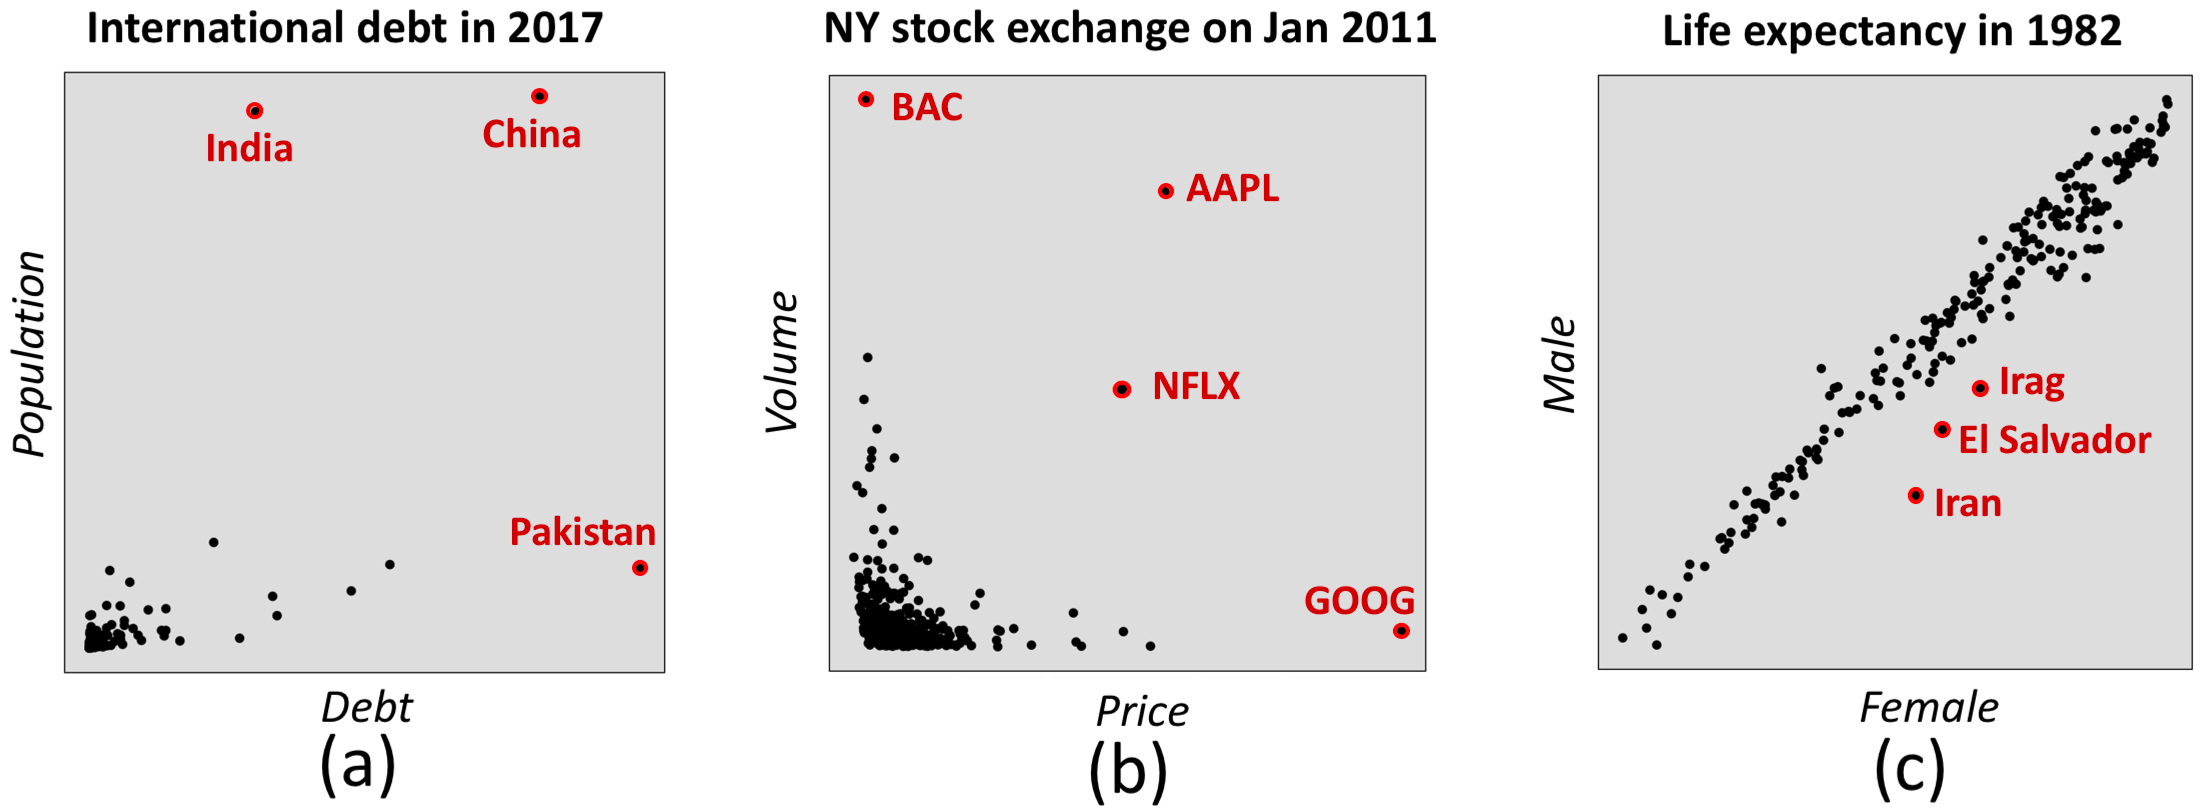 International debt in 2017
Population
India
China
Pakistan
Debt
(a)
NY stock exchange on Jan 2011
Volume
BAC
AAPL
NFLX
GOOG
Price
(b)
Life expectancy in 1982
Male
Irag
El Salvador
Iran
Female
(c)